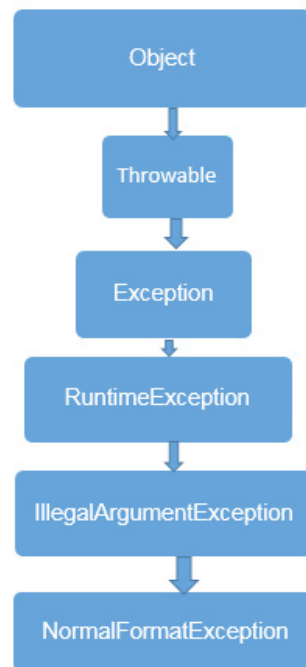 Object
Throwable
Exception
RuntimeException
IllegalArgumentException
NormalFormatException